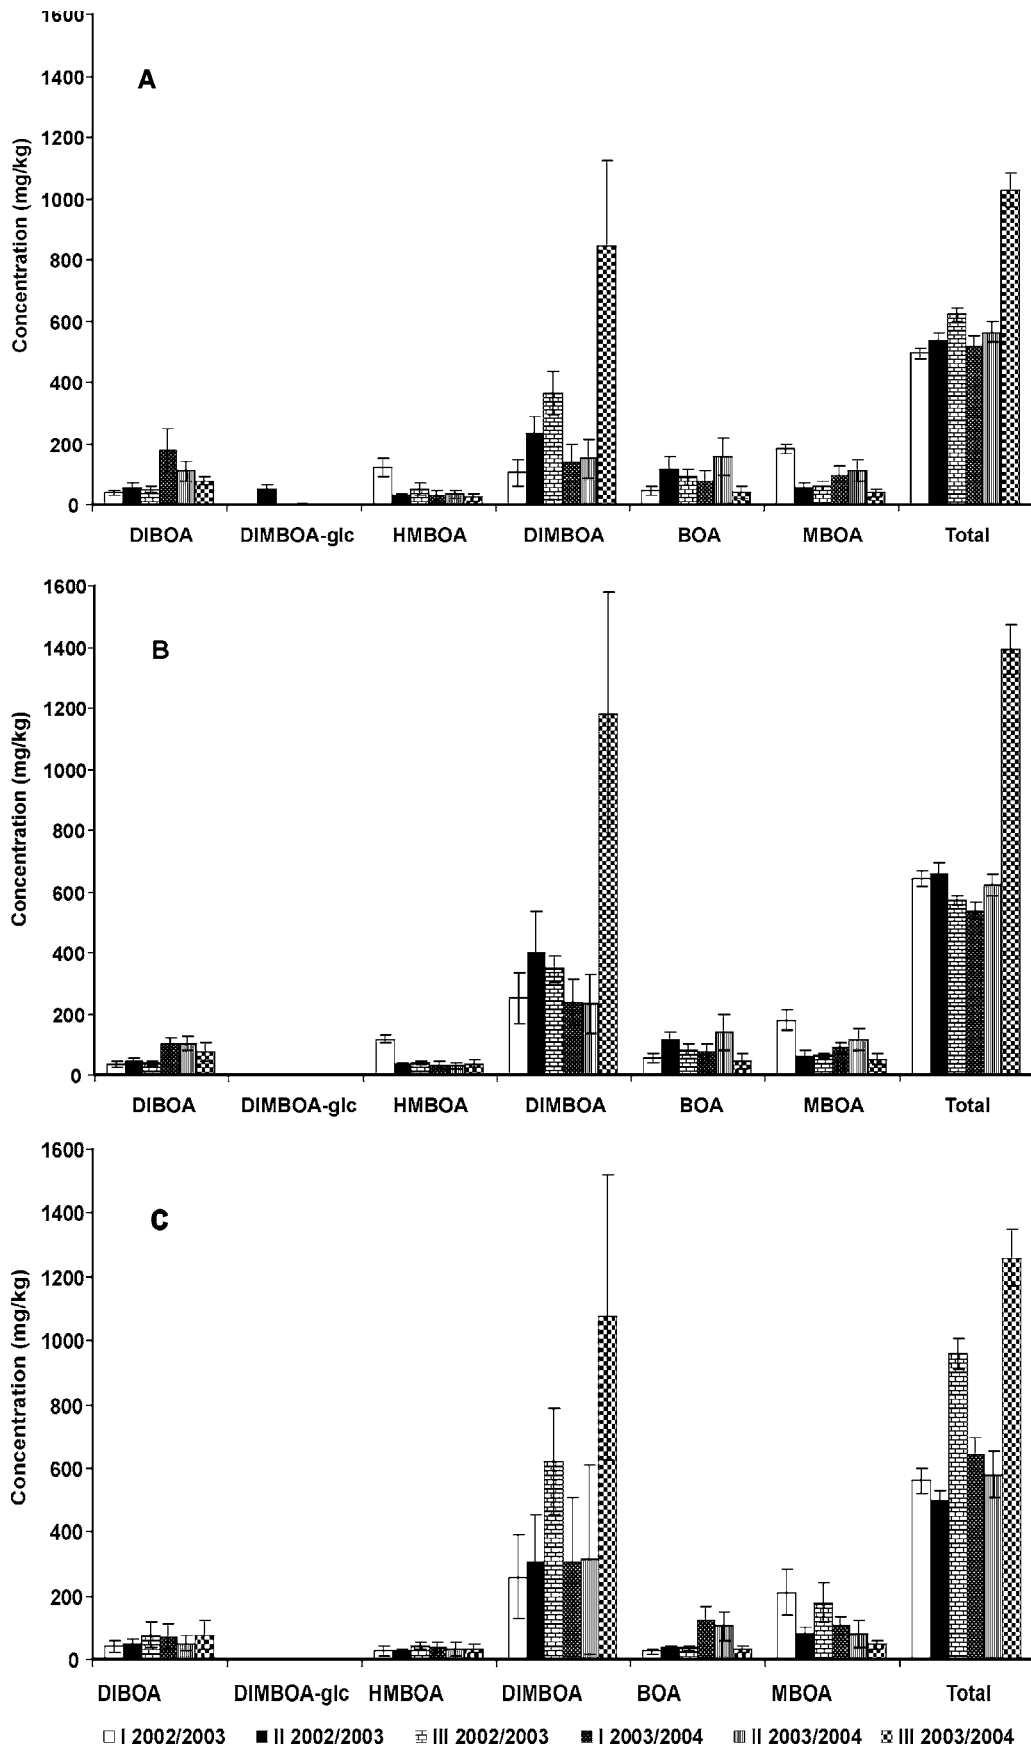 1600
1400
1200
1000
800
600
400
200
0
Concentration (mg/kg)
A
DIBOA DIMBOA-glc HMBOA DIMBOA BOA MBOA Total
1600
1400
1200
1000
800
600
400
200
0
Concentration (mg/kg)
B
DIBOA DIMBOA-glc HMBOA DIMBOA BOA MBOA Total
1600
1400
1200
1000
800
600
400
200
0
Concentration (mg/kg)
C
DIBOA DIMBOA-glc HMBOA DIMBOA BOA MBOA Total
I 2002/2003 II 2002/2003 III 2002/2003 I 2003/2004 II 2003/2004 III 2003/2004